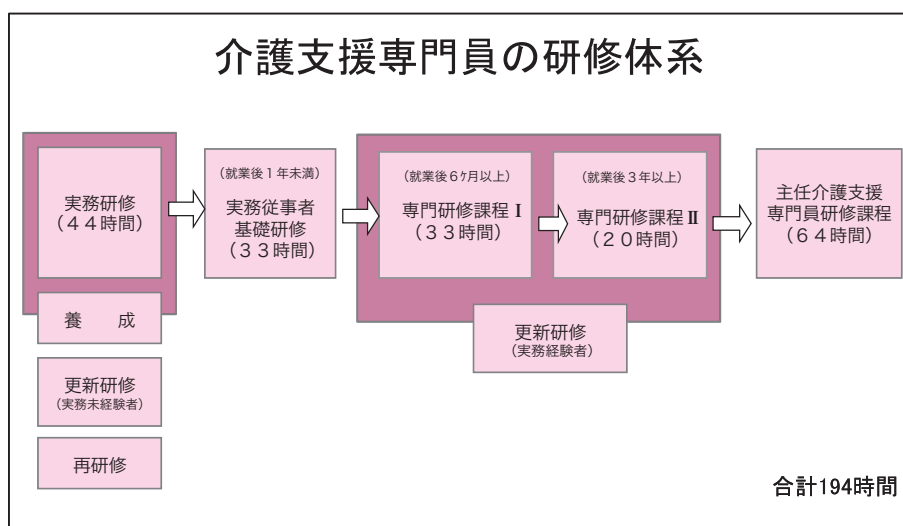 介護支援専門員の研修体系
実務研修
（４４時間）
養　　成
更新研修
（実務未経験者）
再研修
（就業後１年未満）
実務従事者
基礎研修
（３３時間）
（就業後６ケ月以上）
専門研修課程Ⅰ
（３３時間）
（就業後３年以上）
専門研修課程Ⅱ
（２０時間）
更新研修
（実務経験者）
主任介護支援
専門員研修課程
（６４時間）
合計194時間